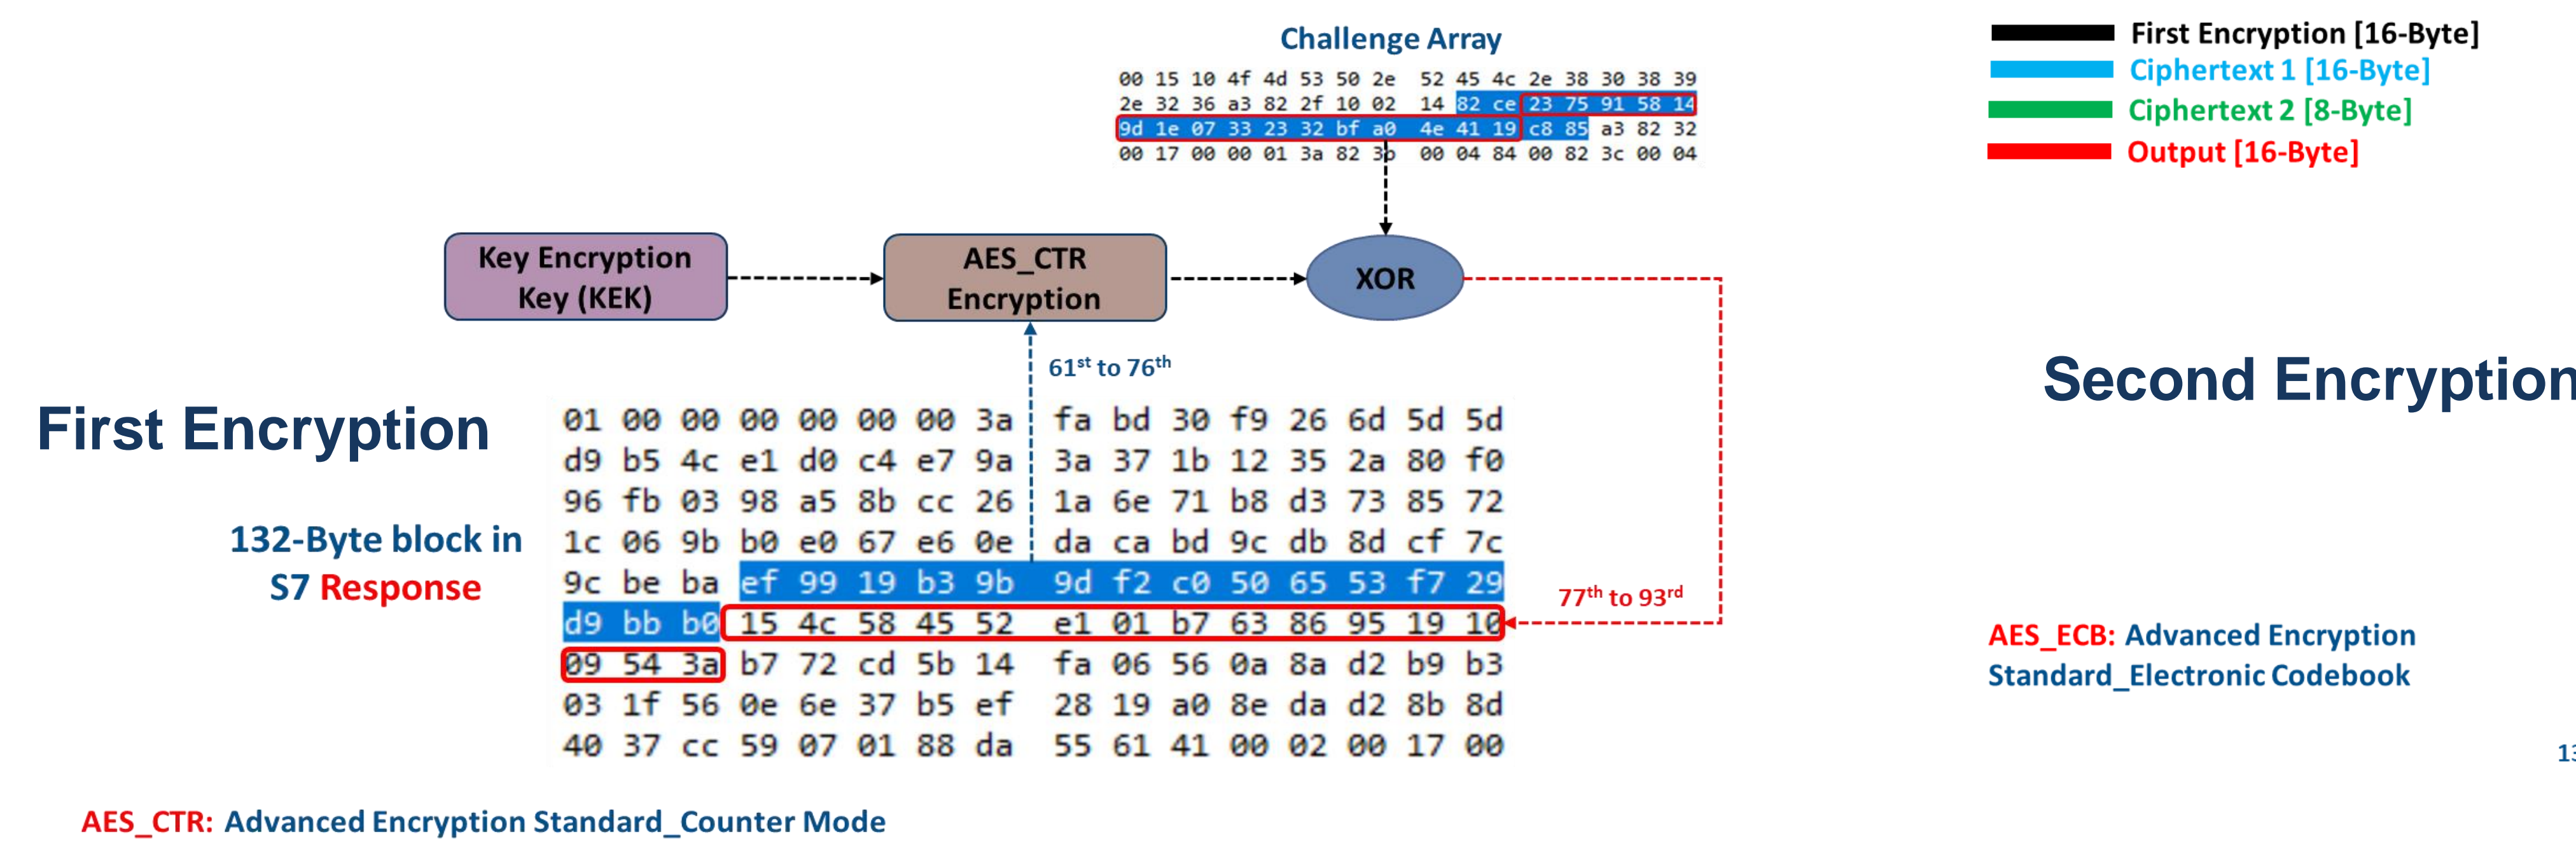 Challenge Array
00 15 10 4f 4d 53 50 2e 52 45 4c 2e 38 30 38 39
2e 32 36 a3 82 2f 10 02 14 82 ce 23 75 91 58 14
9d 1e 07 33 23 32 bf a0 4e 41 19 c8 85 a3 82 32
00 17 00 00 01 3a 82 3b 00 04 84 00 82 3c 00 04
First Encryption [16-Byte]
Ciphertext 1 [16-Byte]
Ciphertext 2 [8-Byte]
Output [16-Byte]
Key Encryption
Key (KEK)
AES_CTR
Encryption
XOR
61st to 76th
First Encryption
132-Byte block in
S7 Response
01 00 00 00 00 00 00 3a fa bd 30 f9 26 6d 5d 5d
d9 b5 4c e1 d0 c4 e7 9a 3a 37 1b 12 35 2a 80 f0
96 fb 03 98 a5 8b cc 26 1a 6e 71 b8 d3 73 85 72
1c 06 9b b0 e0 67 e6 0e da ca bd 9c db 8d cf 7c
9c be ba ef 99 19 b3 9b 9d f2 c0 50 65 53 f7 29
d9 bb b0 15 4c 58 45 52 e1 01 b7 63 86 95 19 10
09 54 3a b7 72 cd 5b 14 fa 06 56 0a 8a d2 b9 b3
03 1f 56 0e 6e 37 b5 ef 28 19 a0 8e da d2 8b 8d
40 37 cc 59 07 01 88 da 55 61 41 00 02 00 17 00
77th to 93rd
AES_CTR: Advanced Encryption Standard_Counter Mode
Second Encryption
AES_ECB: Advanced Encryption
Standard_Electronic Codebook